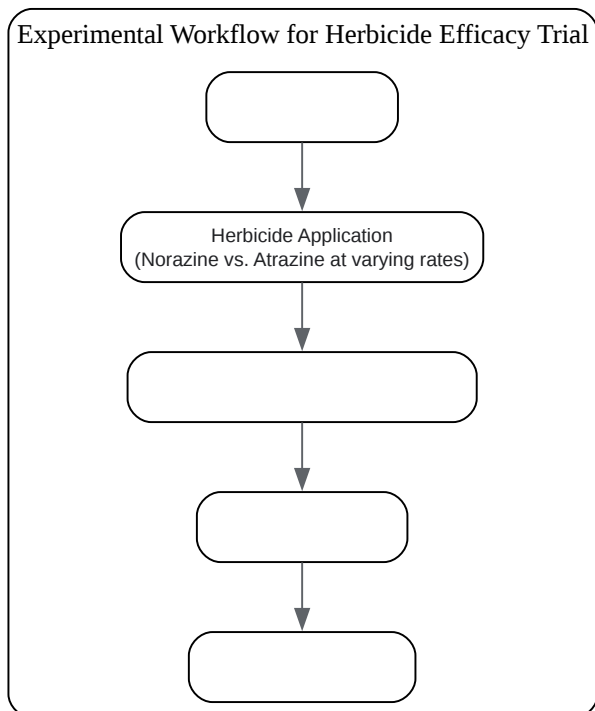 Experimental Workflow for Herbicide Efficacy Trial
Herbicide Application
(Norazine vs. Atrazine at varying rates)